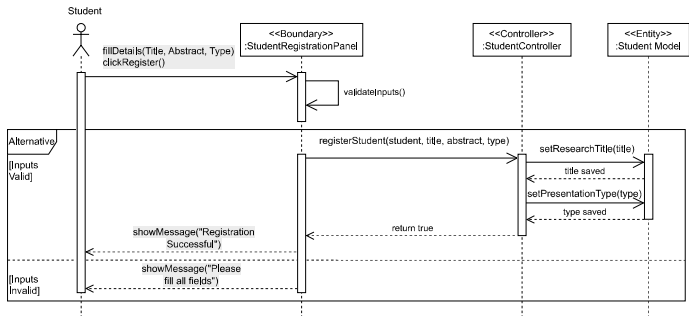 Student
<<Boundary>>
:StudentRegistrationPanel
<<Controller>>
:StudentController
<<Entity>>
:Student Model
fillDetails(Title, Abstract, Type)
clickRegister()
validateInputs()
Alternative
[Inputs
Valid]
registerStudent(student, title, abstract, type)
setResearchTitle(title)
title saved
setPresentationType(type)
type saved
return true
showMessage("Registration
Successful")
[Inputs
Invalid]
showMessage("Please
fill all fields")